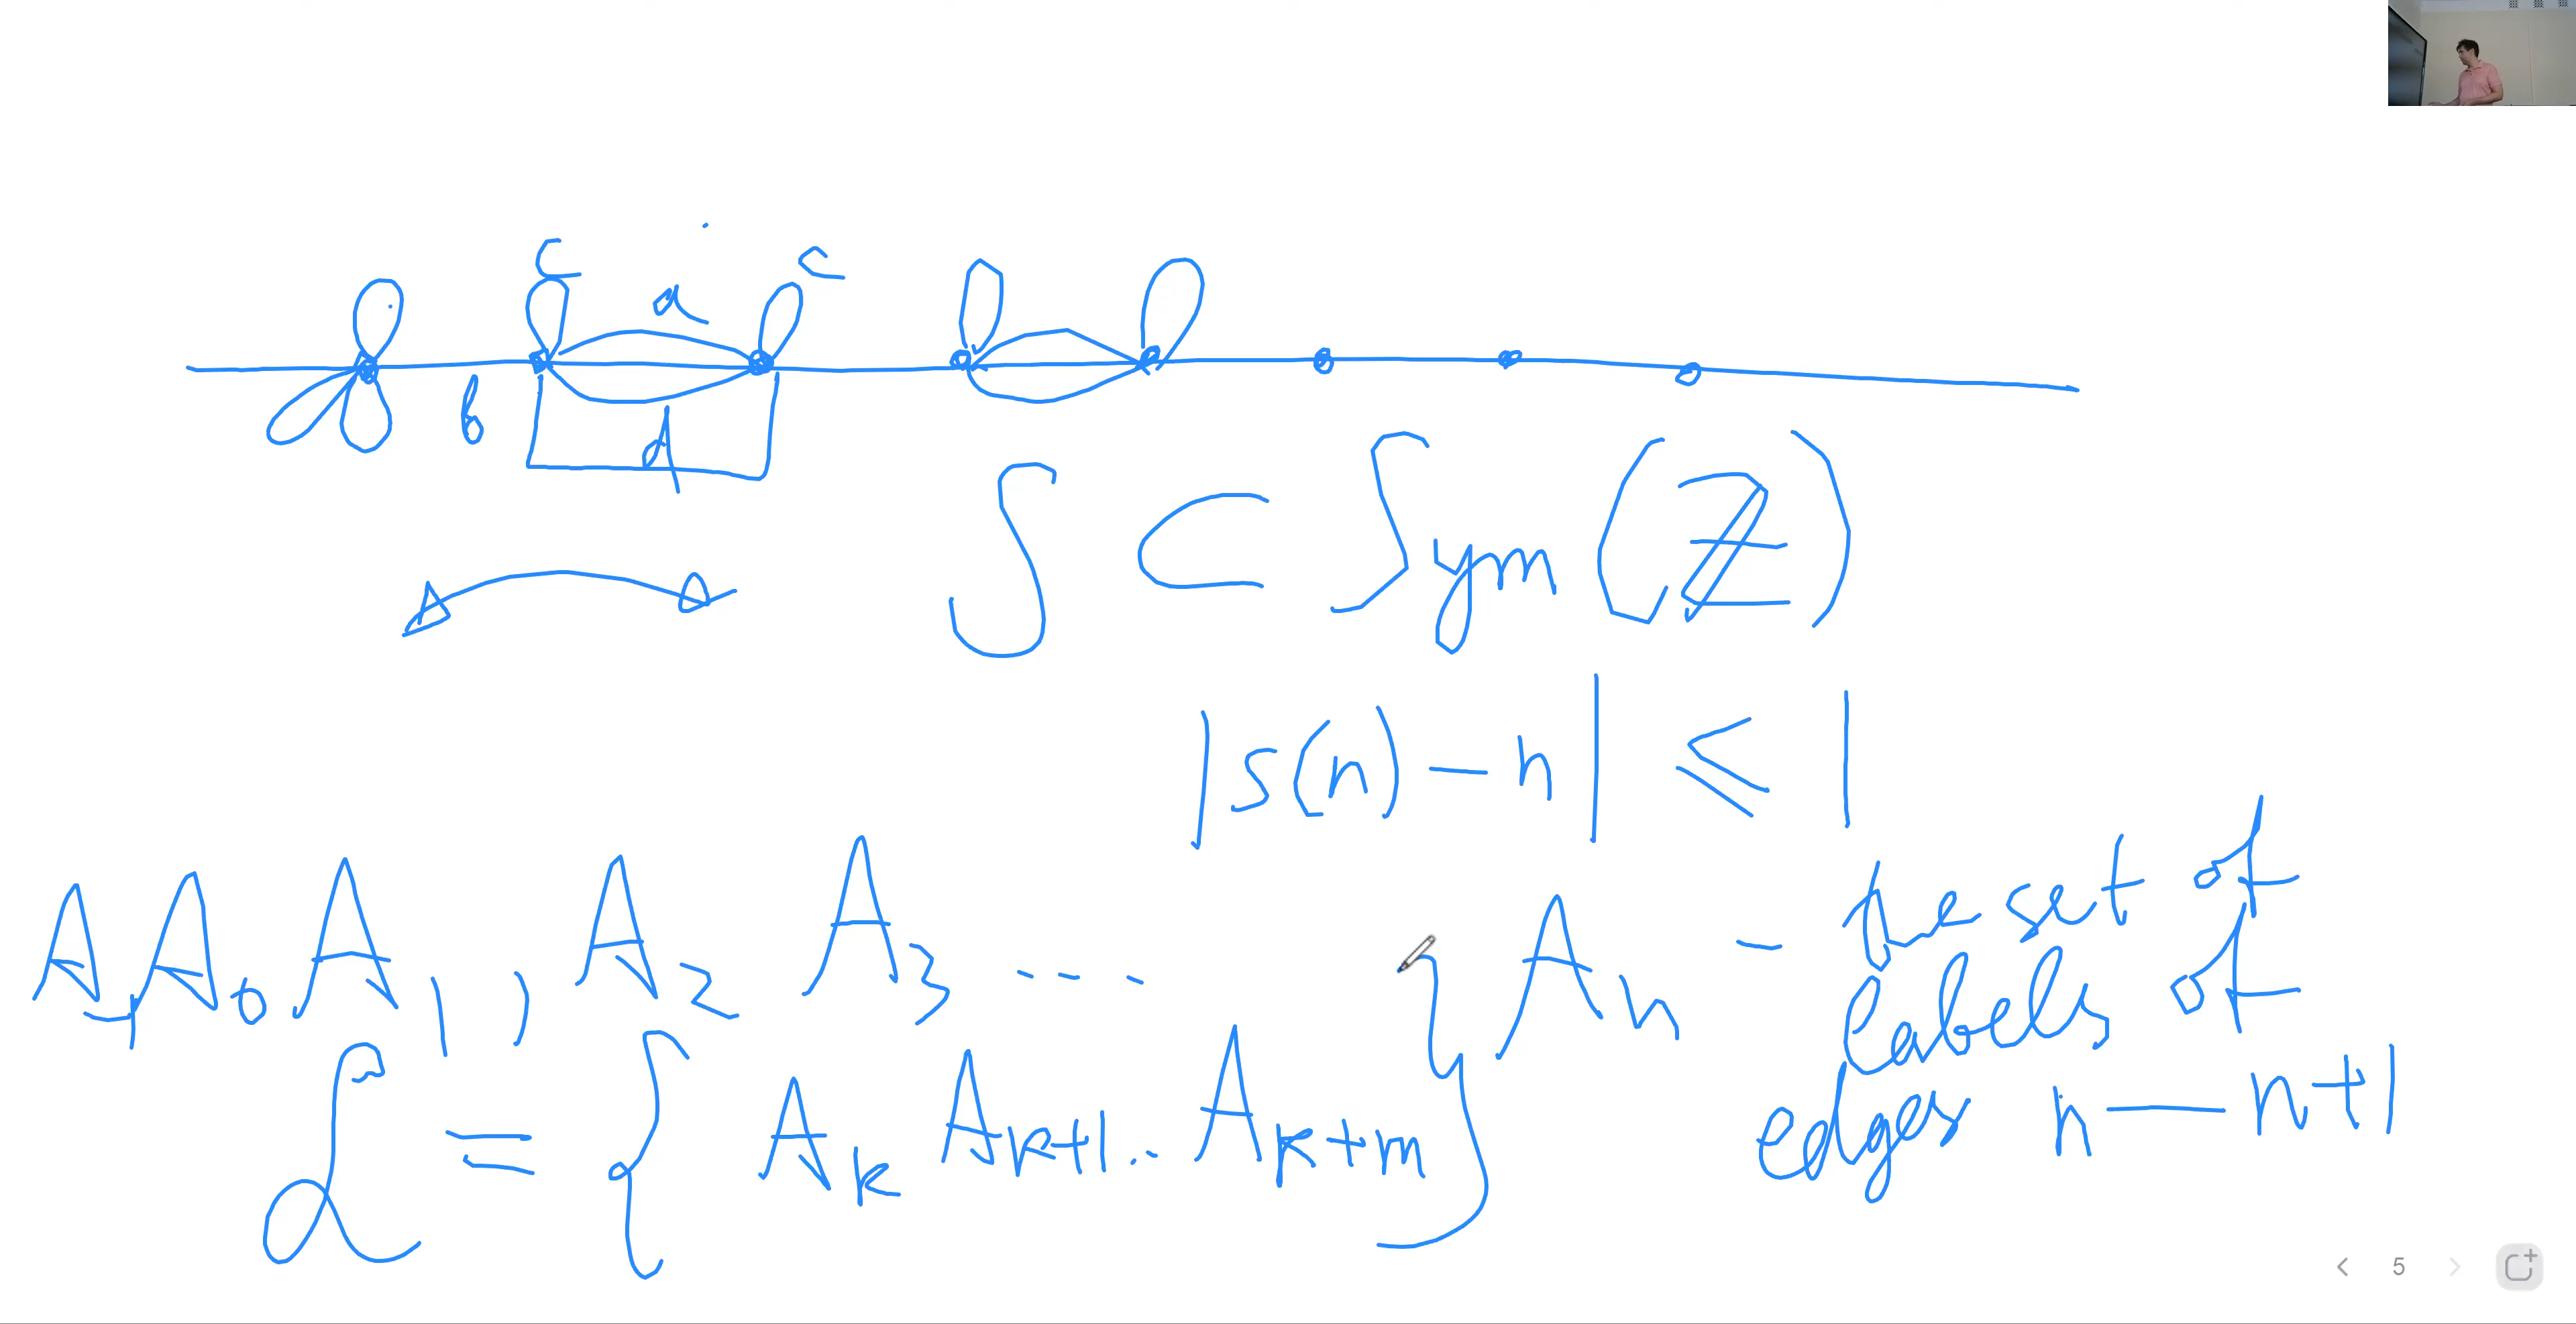 c a c
b d
S ⊂ Sym(ℤ)
|s(n) − n| ≤ 1
A₋₁ A₀ A₁, A₂ A₃ --- } Aₙ − the set of labels of edges n — n+1
ℒ = { Aₖ Aₖ₊₁ .. Aₖ₊ₘ }
5